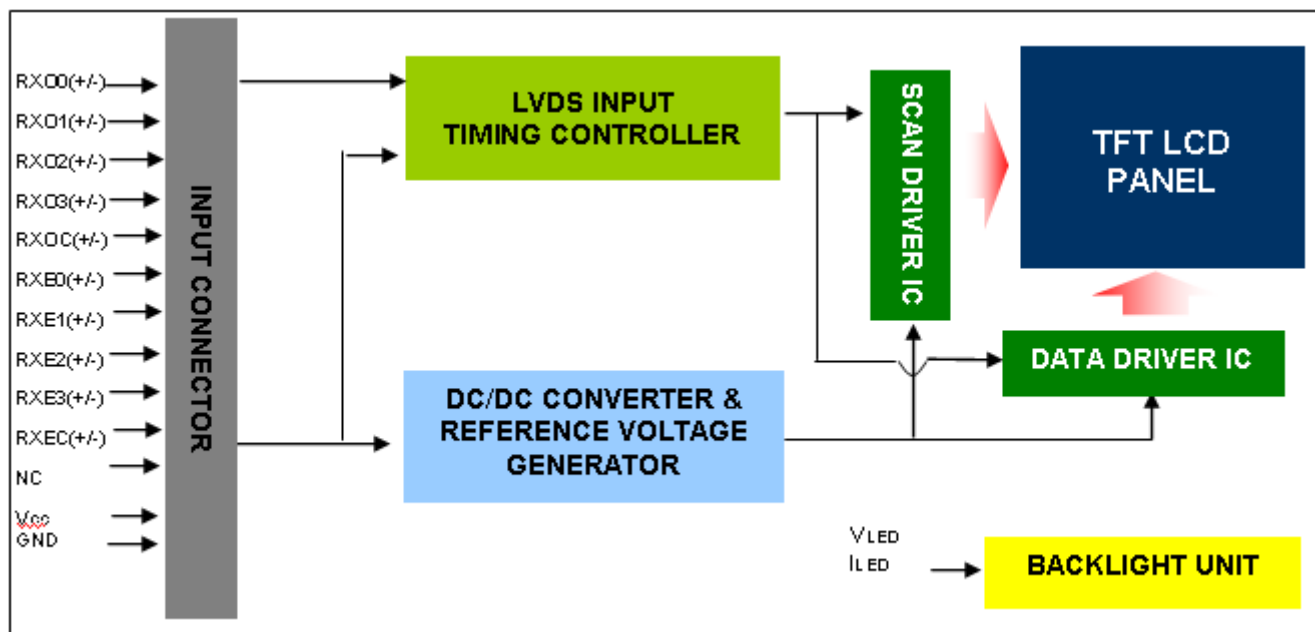 RXO0(+/-)
RXO1(+/-)
RXO2(+/-)
RXO3(+/-)
RXOC(+/-)
RXE0(+/-)
RXE1(+/-)
RXE2(+/-)
RXE3(+/-)
RXEC(+/-)
NC
Vcc
GND
INPUT CONNECTOR
LVDS INPUT
TIMING CONTROLLER
DC/DC CONVERTER &
REFERENCE VOLTAGE
GENERATOR
SCAN DRIVER IC
TFT LCD
PANEL
DATA DRIVER IC
VLED
ILED
BACKLIGHT UNIT